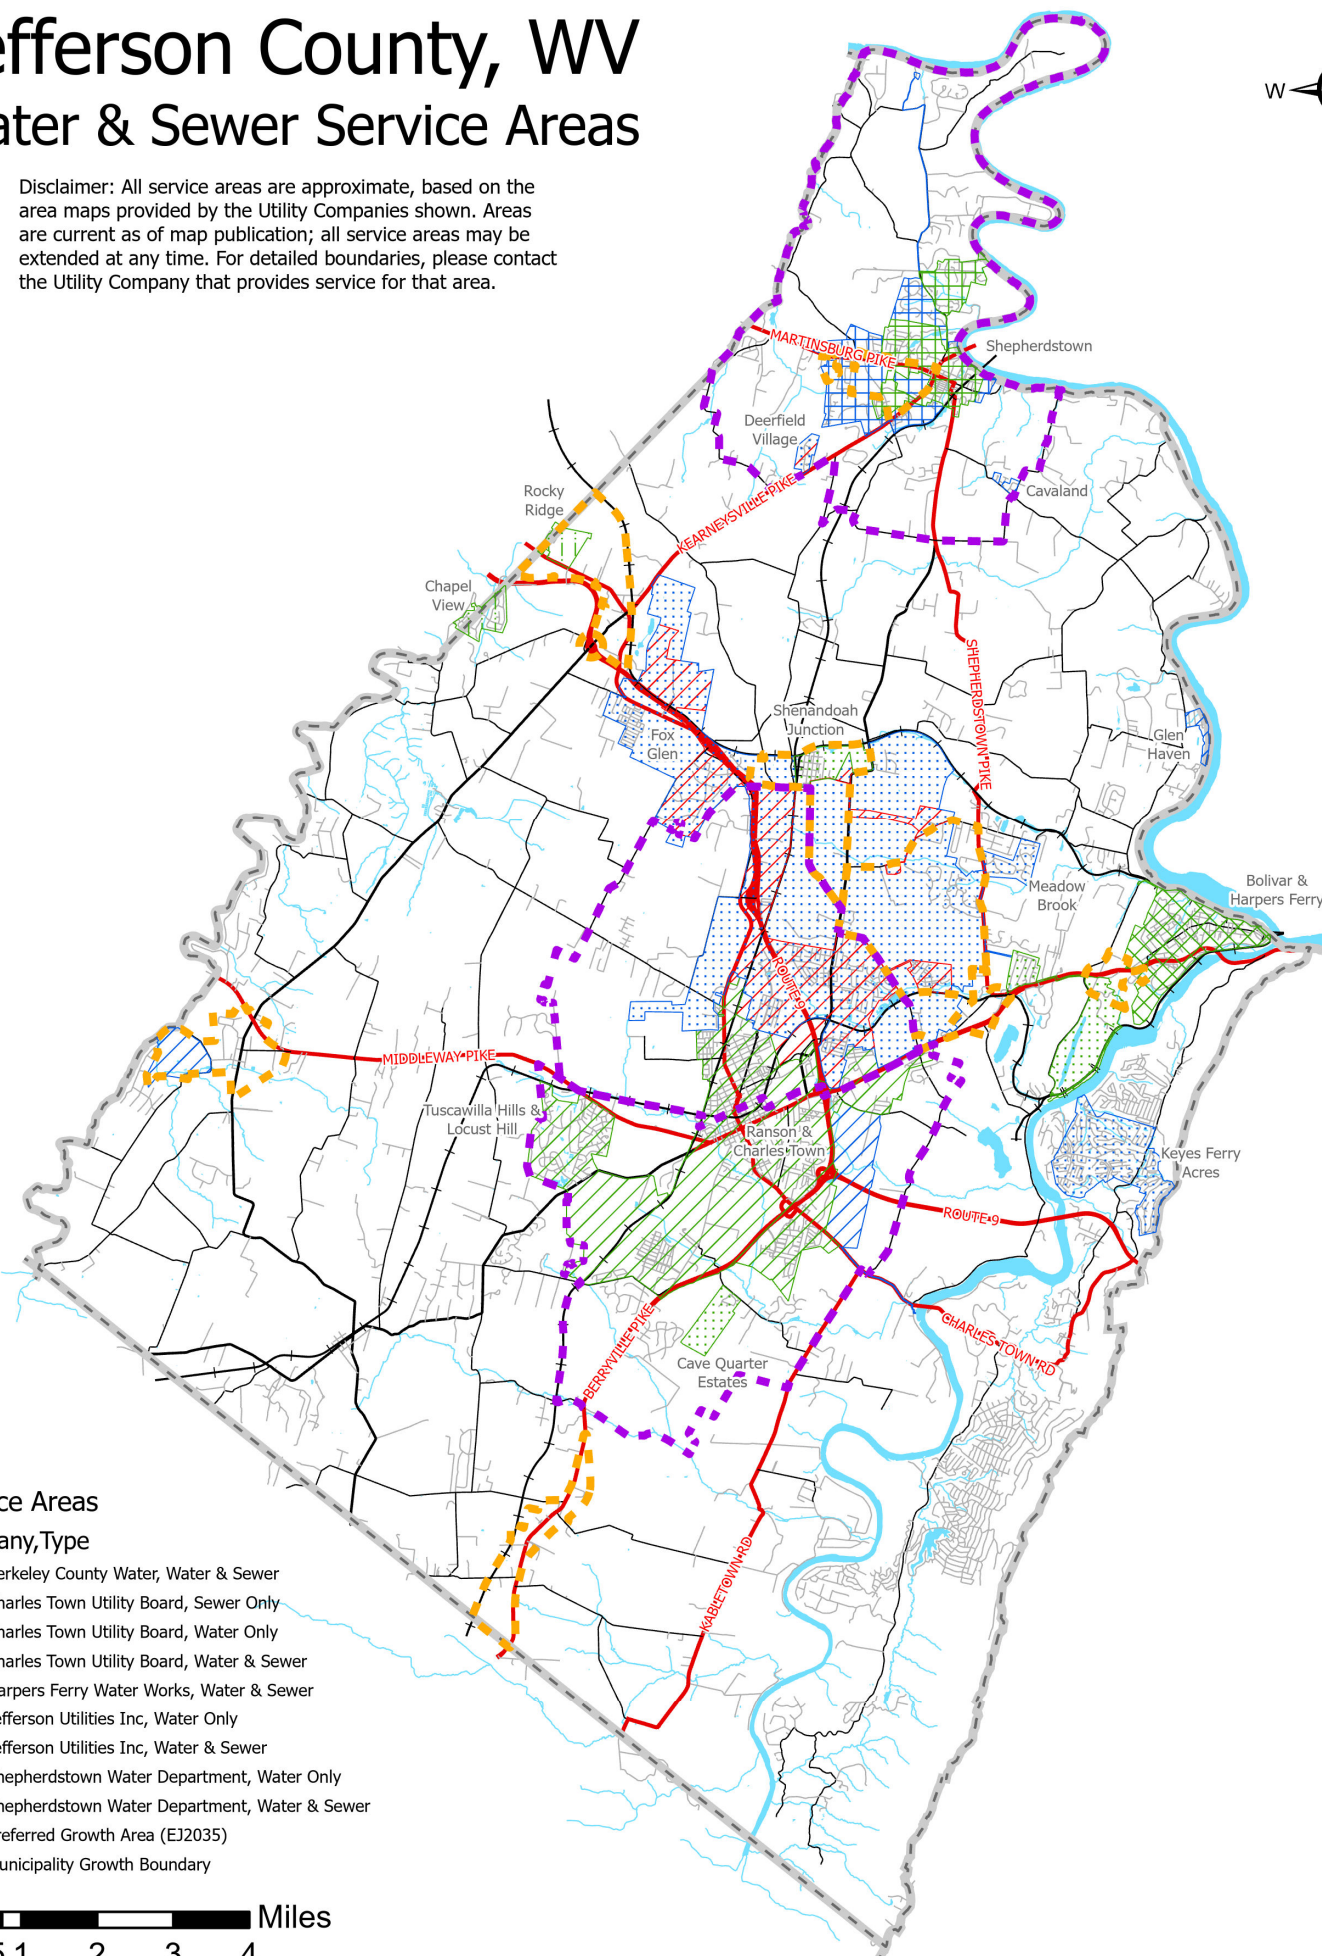 efferson County, WV
ater & Sewer Service Areas
Disclaimer: All service areas are approximate, based on the
area maps provided by the Utility Companies shown. Areas
are current as of map publication; all service areas may be
extended at any time. For detailed boundaries, please contact
the Utility Company that provides service for that area.
W
MARTINSBURG PIKE
Shepherdstown
Deerfield
Village
Rocky
Ridge
KEARNEYSVILLE PIKE
Cavaland
Chapel
View
SHEPHERDSTOWN PIKE
Shenandoah
Junction
Fox
Glen
Glen
Haven
Meadow
Brook
Bolivar &
Harpers Ferry
ROUTE 9
MIDDLEWAY PIKE
Tuscawilla Hills &
Locust Hill
Ranson &
Charles Town
Keyes Ferry
Acres
ROUTE 9
CHARLES TOWN RD
BERRYVILLE PIKE
Cave Quarter
Estates
KABLETOWN RD
ce Areas
any,Type
erkeley County Water, Water & Sewer
harles Town Utility Board, Sewer Only
harles Town Utility Board, Water Only
harles Town Utility Board, Water & Sewer
arpers Ferry Water Works, Water & Sewer
efferson Utilities Inc, Water Only
efferson Utilities Inc, Water & Sewer
hepherdstown Water Department, Water Only
hepherdstown Water Department, Water & Sewer
referred Growth Area (EJ2035)
unicipality Growth Boundary
Miles
5 1 2 3 4